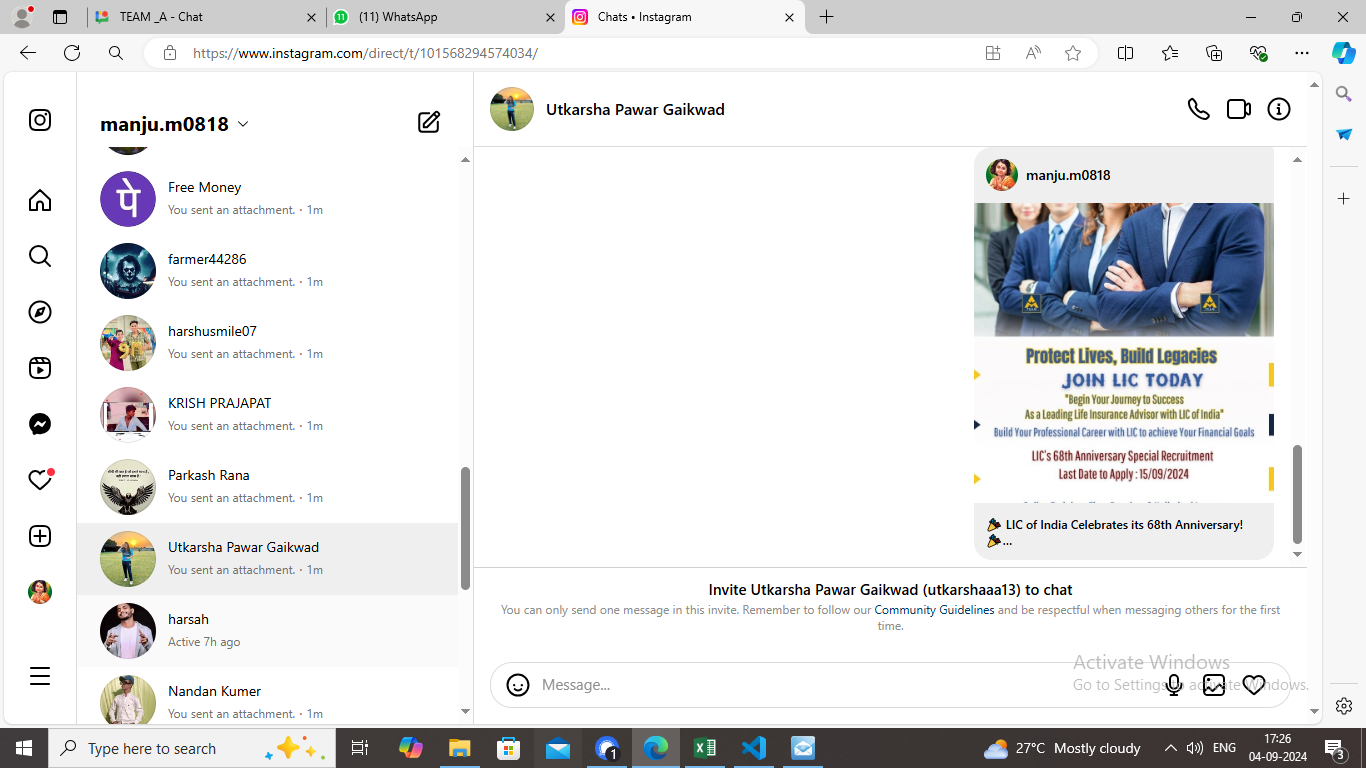 TEAM _A - Chat
(11) WhatsApp
Chats • Instagram
https://www.instagram.com/direct/t/101568294574034/
manju.m0818
Free Money
You sent an attachment. · 1m
farmer44286
You sent an attachment. · 1m
harshusmile07
You sent an attachment. · 1m
KRISH PRAJAPAT
You sent an attachment. · 1m
Parkash Rana
You sent an attachment. · 1m
Utkarsha Pawar Gaikwad
You sent an attachment. · 1m
harsah
Active 7h ago
Nandan Kumer
You sent an attachment. · 1m
Utkarsha Pawar Gaikwad
manju.m0818
Protect Lives, Build Legacies
JOIN LIC TODAY
"Begin Your Journey to Success
As a Leading Life Insurance Advisor with LIC of India"
Build Your Professional Career with LIC to achieve Your Financial Goals
LIC's 68th Anniversary Special Recruitment
Last Date to Apply : 15/09/2024
🎉 LIC of India Celebrates its 68th Anniversary!
🎉...
Invite Utkarsha Pawar Gaikwad (utkarshaaa13) to chat
You can only send one message in this invite. Remember to follow our Community Guidelines and be respectful when messaging others for the first
time.
Message...
Activate Windows
Go to Settings to activate Windows.
Type here to search
27°C Mostly cloudy
ENG
17:26
04-09-2024